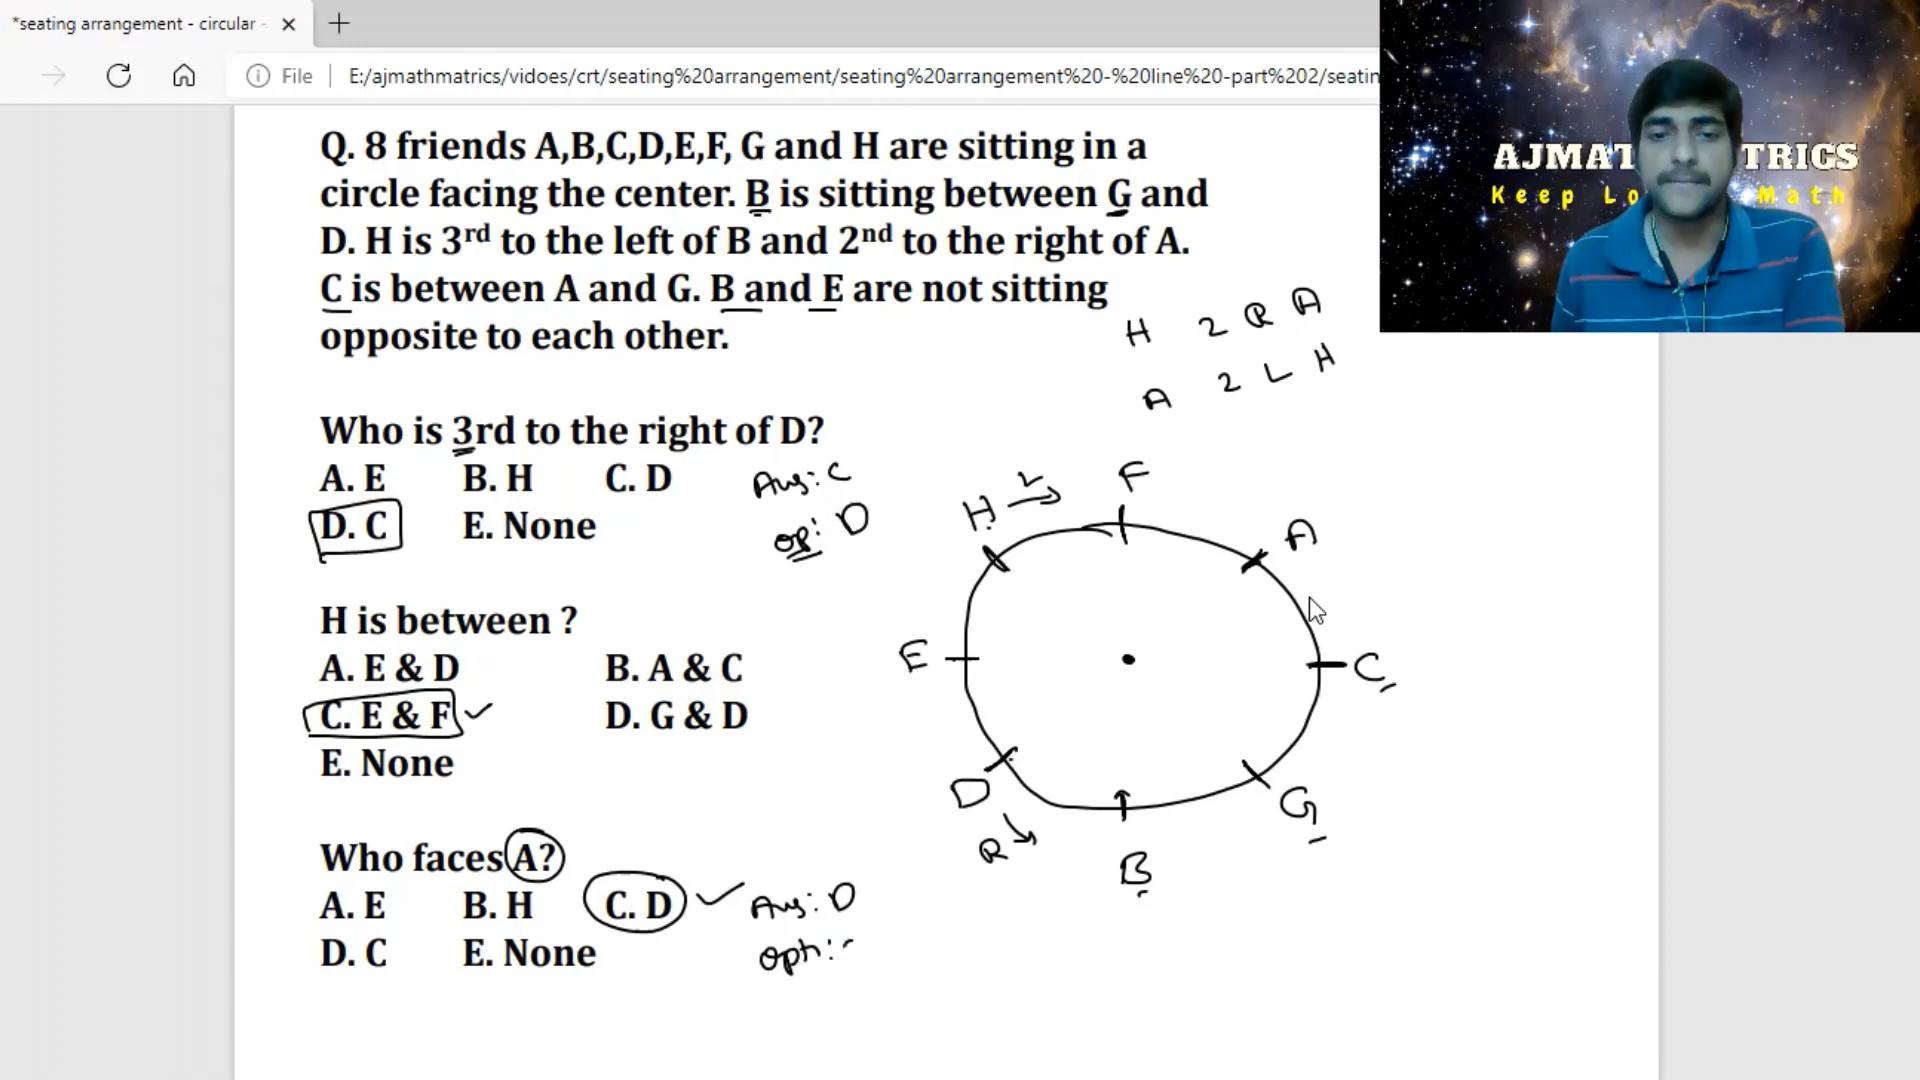 *seating arrangement - circular -
File E:/ajmathmatrics/vidoes/crt/seating%20arrangement/seating%20arrangement%20-%20line%20-part%202/seatin
AJMAT TRICS
Keep Lo Math
Q. 8 friends A,B,C,D,E,F, G and H are sitting in a
circle facing the center. B is sitting between G and
D. H is 3rd to the left of B and 2nd to the right of A.
C is between A and G. B and E are not sitting
opposite to each other.
H 2 R A
A 2 L H
Who is 3rd to the right of D?
A. E B. H C. D
D. C E. None
Ans: C
op: D
H is between ?
A. E & D B. A & C
C. E & F D. G & D
E. None
Who faces A?
A. E B. H C. D
D. C E. None
Ans: D
Optn:
H 2 F
A
E C
D G
R B